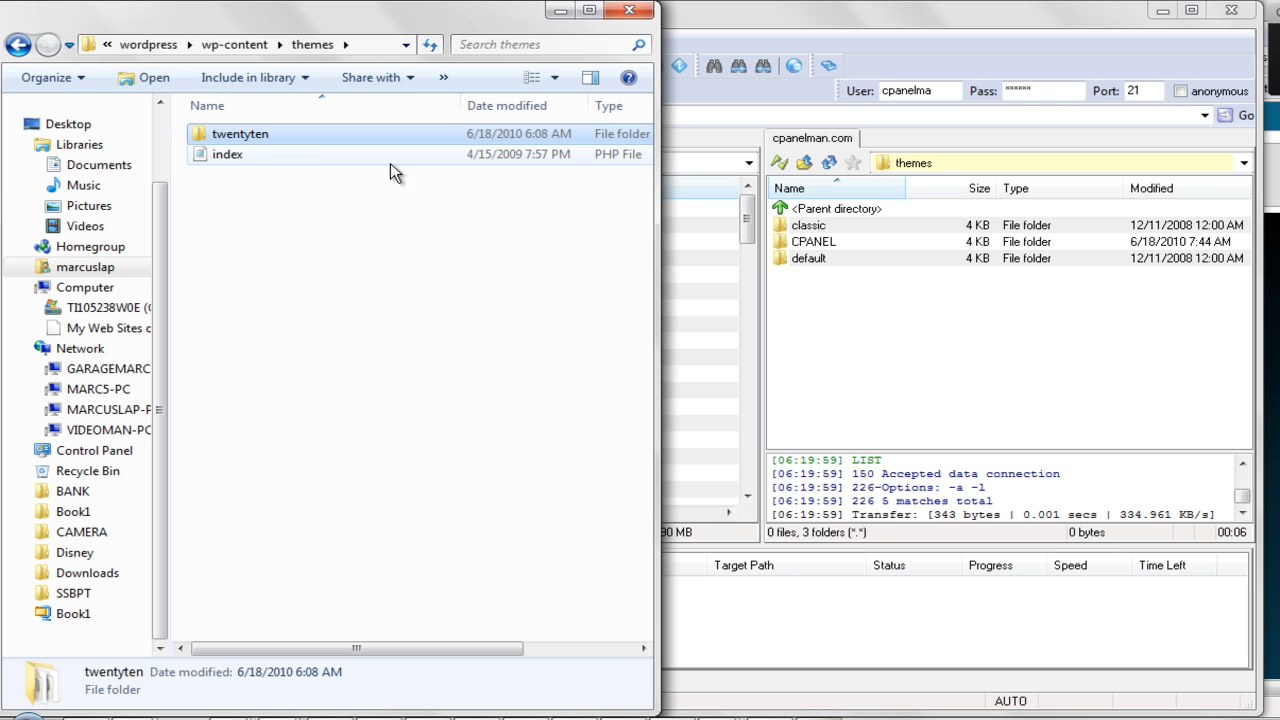 « wordpress wp-content themes
Search themes
Organize Open Include in library Share with »
Name Date modified Type
twentyten 6/18/2010 6:08 AM File folder
index 4/15/2009 7:57 PM PHP File
Desktop
Libraries
Documents
Music
Pictures
Videos
Homegroup
marcuslap
Computer
TI105238W0E (
My Web Sites o
Network
GARAGEMARC
MARC5-PC
MARCUSLAP-P
VIDEOMAN-PC
Control Panel
Recycle Bin
BANK
Book1
CAMERA
Disney
Downloads
SSBPT
Book1
twentyten Date modified: 6/18/2010 6:08 AM
File folder
User: cpanelma Pass: ****** Port: 21 anonymous
Go
cpanelman.com
themes
Name Size Type Modified
<Parent directory>
classic 4 KB File folder 12/11/2008 12:00 AM
CPANEL 4 KB File folder 6/18/2010 7:44 AM
default 4 KB File folder 12/11/2008 12:00 AM
[06:19:59] LIST
[06:19:59] 150 Accepted data connection
[06:19:59] 226-Options: -a -l
[06:19:59] 226 5 matches total
[06:19:59] Transfer: [343 bytes | 0.001 secs | 334.961 KB/s]
MB 0 files, 3 folders ("*.*") 0 bytes 00:06
Target Path Status Progress Speed Time Left
AUTO